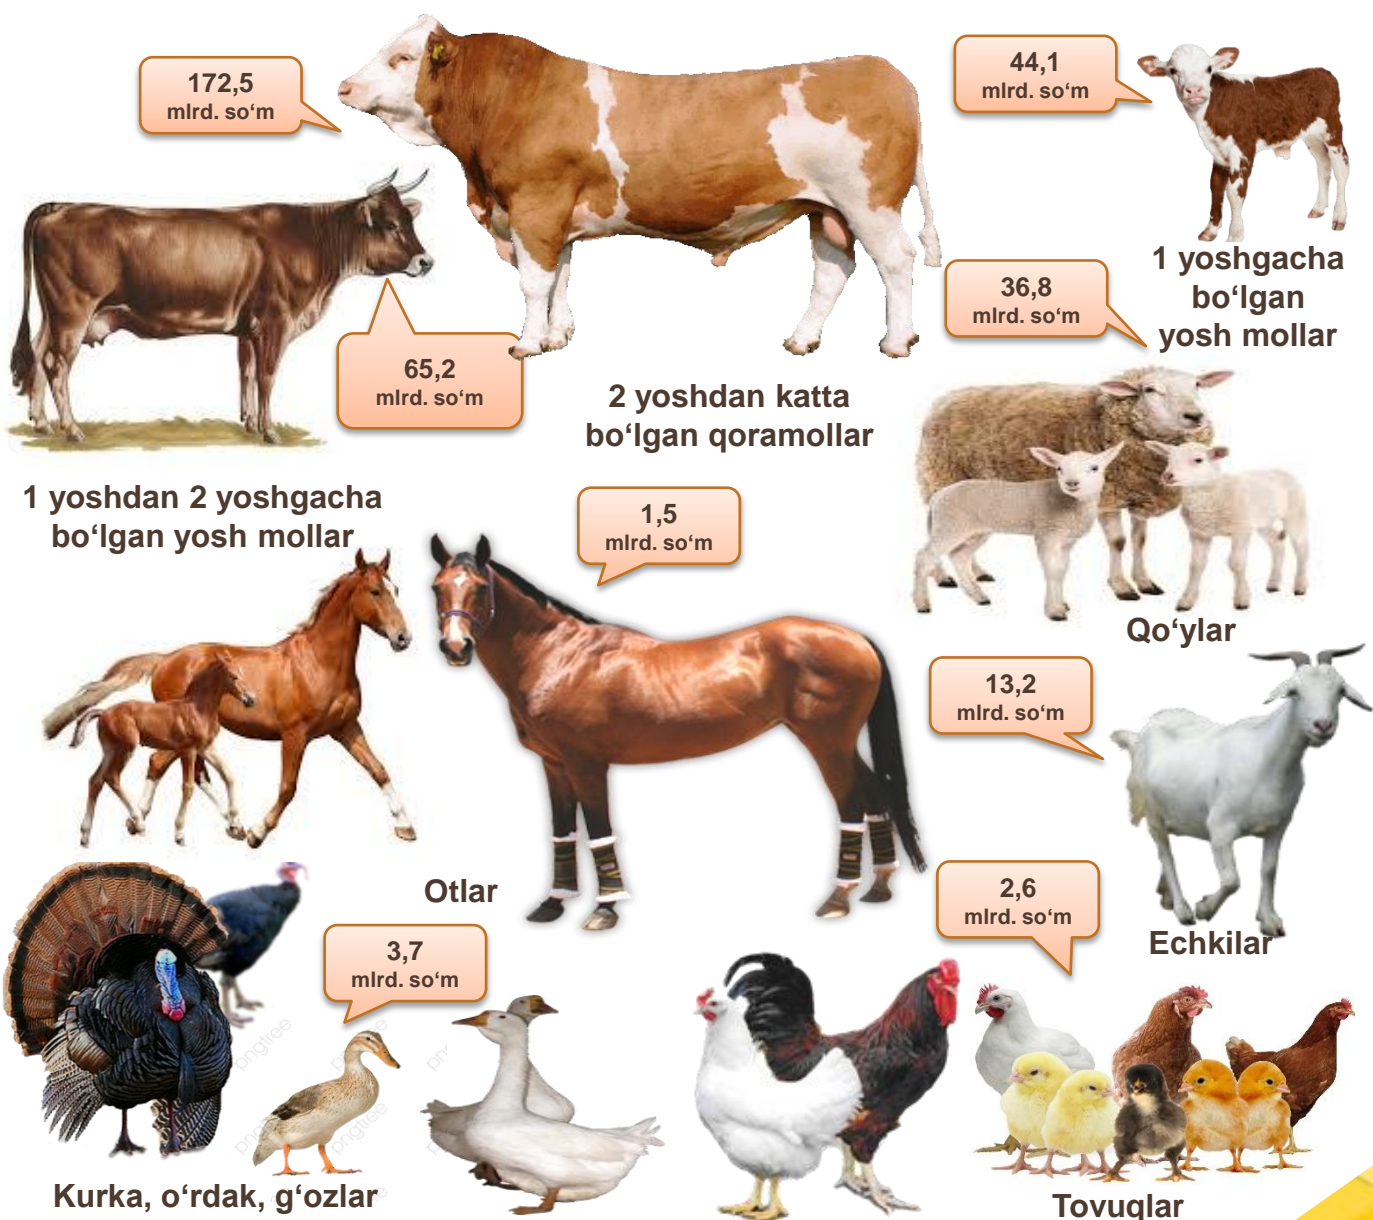 172,5
mlrd. so‘m
44,1
mlrd. so‘m
1 yoshgacha
bo‘lgan
yosh mollar
36,8
mlrd. so‘m
65,2
mlrd. so‘m
2 yoshdan katta
bo‘lgan qoramollar
1 yoshdan 2 yoshgacha
bo‘lgan yosh mollar
1,5
mlrd. so‘m
Qo‘ylar
13,2
mlrd. so‘m
Otlar
2,6
mlrd. so‘m
Echkilar
3,7
mlrd. so‘m
pngtree
pngtree
pngtree
Kurka, o‘rdak, g‘ozlar
Tovuqlar